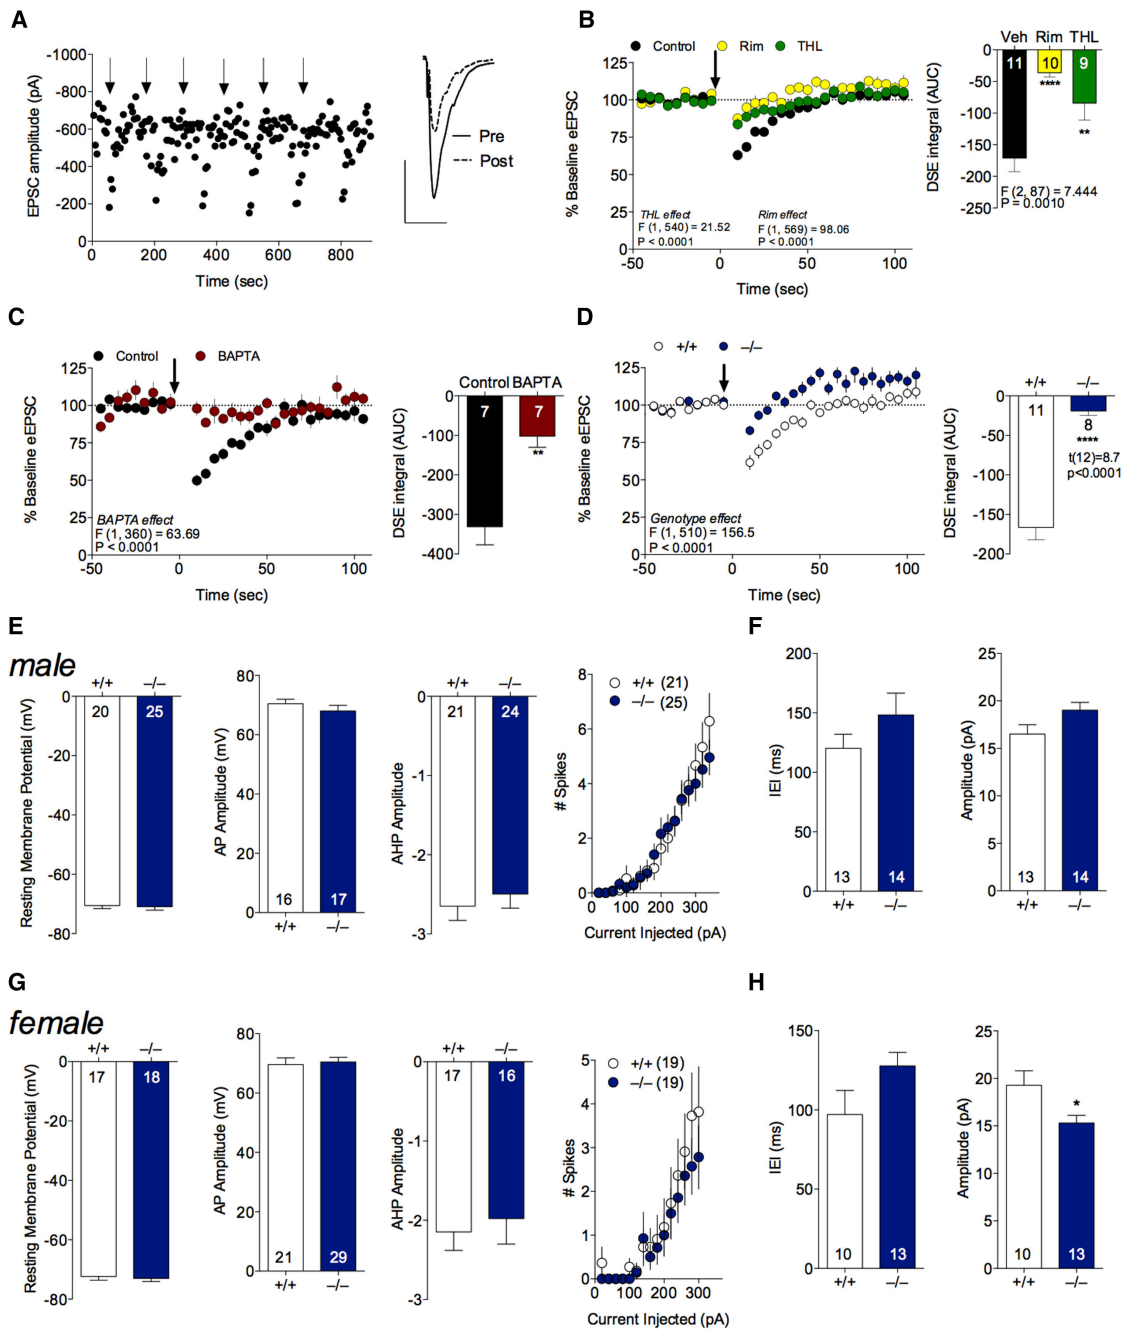 A
EPSC amplitude (pA)
-1000
-800
-600
-400
-200
0
0 200 400 600 800
Time (sec)
Pre
Post
B
Control Rim THL
% Baseline eEPSC
125
100
75
50
25
0
THL effect
F (1, 540) = 21.52
P < 0.0001
Rim effect
F (1, 569) = 98.06
P < 0.0001
-50 0 50 100
Time (sec)
Veh Rim THL
DSE integral (AUC)
0
-50
-100
-150
-200
-250
11 10 9
****
**
F (2, 87) = 7.444
P = 0.0010
C
Control BAPTA
% Baseline eEPSC
125
100
75
50
25
0
BAPTA effect
F (1, 360) = 63.69
P < 0.0001
-50 0 50 100
Time (sec)
Control BAPTA
DSE integral (AUC)
0
-100
-200
-300
-400
7 7
**
D
+/+ –/–
% Baseline eEPSC
125
100
75
50
25
0
Genotype effect
F (1, 510) = 156.5
P < 0.0001
-50 0 50 100
Time (sec)
+/+ –/–
DSE integral (AUC)
0
-50
-100
-150
-200
11 8
****
t(12)=8.7
p<0.0001
E
male
+/+ –/–
Resting Membrane Potential (mV)
0
-20
-40
-60
-80
20 25
AP Amplitude (mV)
80
60
40
20
0
16 17
+/+ –/–
+/+ –/–
AHP Amplitude
0
-1
-2
-3
21 24
# Spikes
8
6
4
2
0
+/+ (21)
–/– (25)
0 100 200 300
Current Injected (pA)
F
IEI (ms)
200
150
100
50
0
13 14
+/+ –/–
Amplitude (pA)
25
20
15
10
5
0
13 14
+/+ –/–
G
female
+/+ –/–
Resting Membrane Potential (mV)
0
-20
-40
-60
-80
17 18
AP Amplitude (mV)
80
60
40
20
0
21 29
+/+ –/–
+/+ –/–
AHP Amplitude
0
-1
-2
-3
17 16
# Spikes
5
4
3
2
1
0
+/+ (19)
–/– (19)
0 100 200 300
Current Injected (pA)
H
IEI (ms)
150
100
50
0
10 13
+/+ –/–
Amplitude (pA)
25
20
15
10
5
0
*
10 13
+/+ –/–